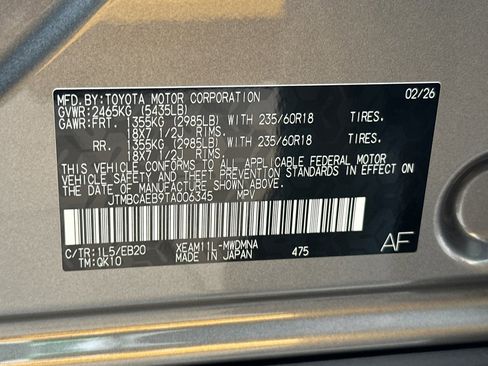 MFD.BY:TOYOTA MOTOR CORPORATION 02/26
GVWR:2465KG (5435LB)
GAWR:FRT. 1355KG (2985LB) WITH 235/60R18 TIRES.
18X7 1/2J RIMS.
RR. 1355KG (2985LB) WITH 235/60R18 TIRES.
18X7 1/2J RIMS.
THIS VEHICLE CONFORMS TO ALL APPLICABLE FEDERAL MOTOR
VEHICLE SAFETY AND THEFT PREVENTION STANDARDS IN EFFECT
ON THE DATE OF MANUFACTURE SHOWN ABOVE.
JTMBCAEB9TA006345 MPV
C/TR:1L5/EB20 XEAM11L-MWDMNA
TM:QK10 MADE IN JAPAN 475 AF